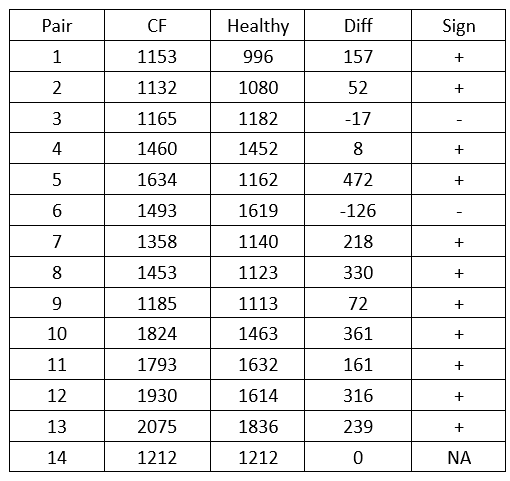 Pair CF Healthy Diff Sign
1 1153 996 157 +
2 1132 1080 52 +
3 1165 1182 -17 -
4 1460 1452 8 +
5 1634 1162 472 +
6 1493 1619 -126 -
7 1358 1140 218 +
8 1453 1123 330 +
9 1185 1113 72 +
10 1824 1463 361 +
11 1793 1632 161 +
12 1930 1614 316 +
13 2075 1836 239 +
14 1212 1212 0 NA